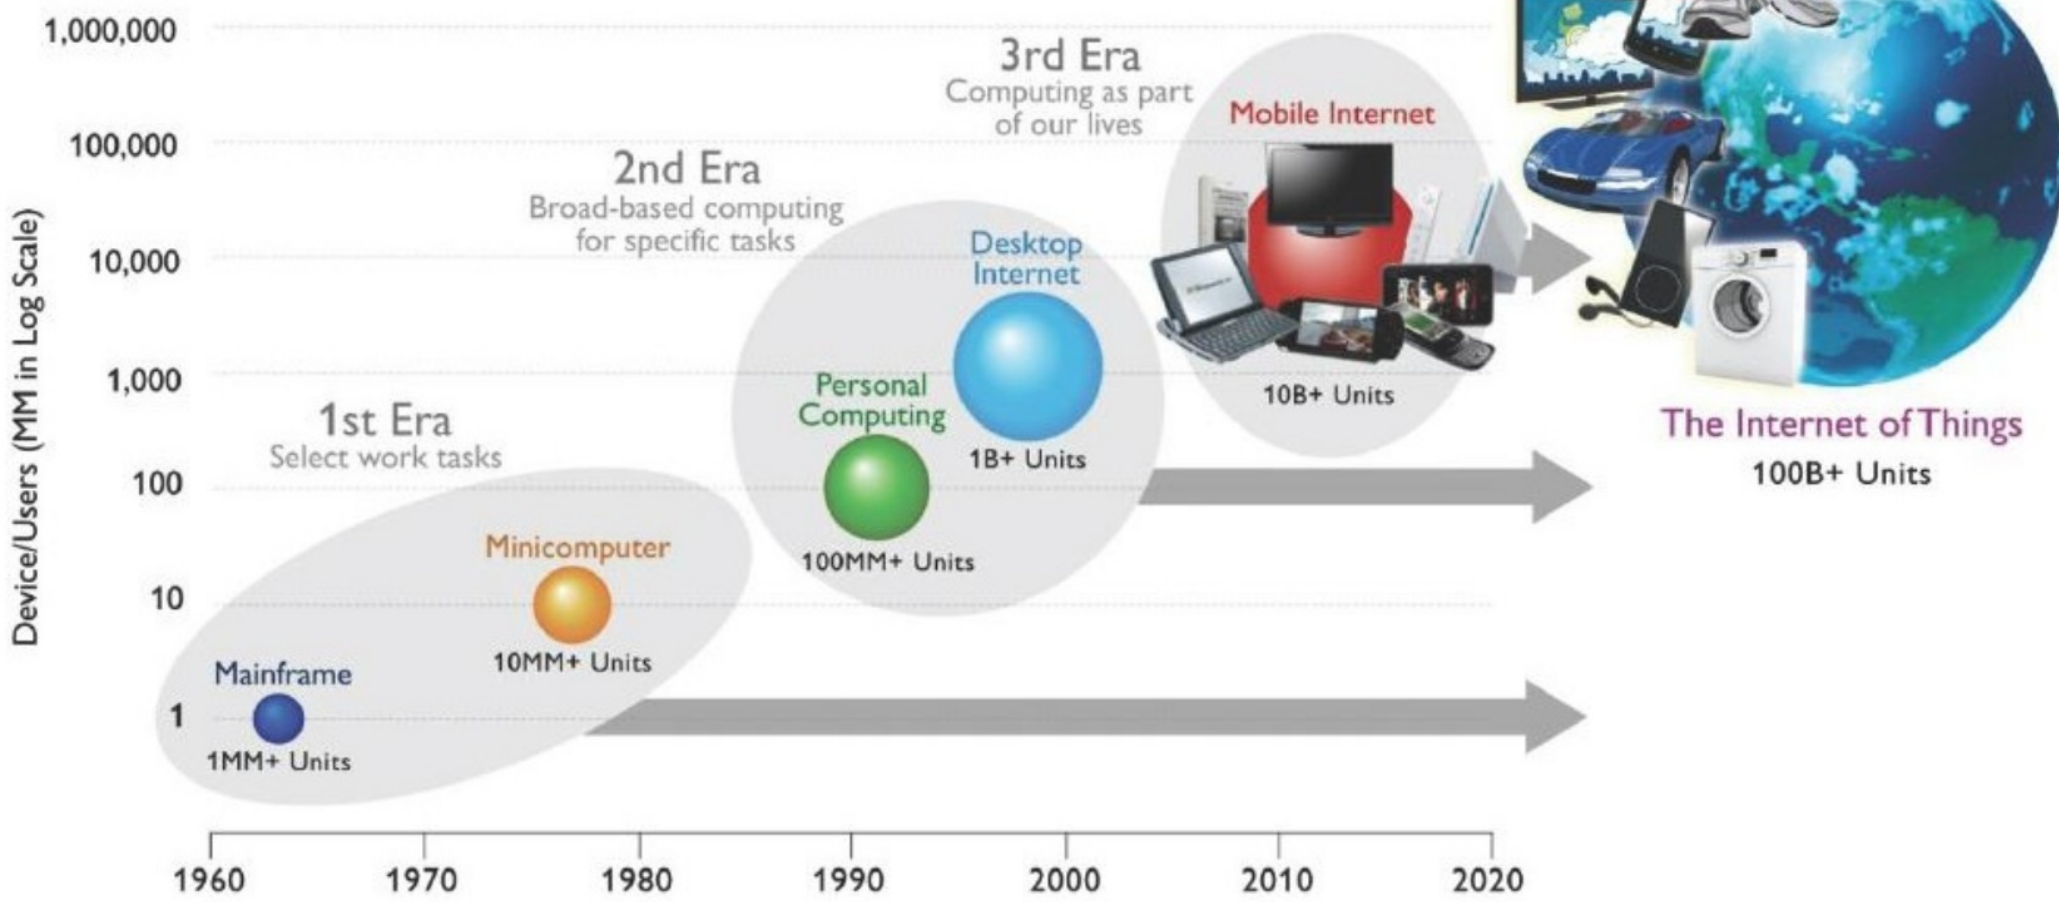 1,000,000
100,000
10,000
1,000
100
10
1
Device/Users (MM in Log Scale)
1st Era
Select work tasks
Mainframe
1MM+ Units
Minicomputer
10MM+ Units
2nd Era
Broad-based computing
for specific tasks
Personal
Computing
100MM+ Units
Desktop
Internet
1B+ Units
3rd Era
Computing as part
of our lives
Mobile Internet
10B+ Units
The Internet of Things
100B+ Units
1960 1970 1980 1990 2000 2010 2020